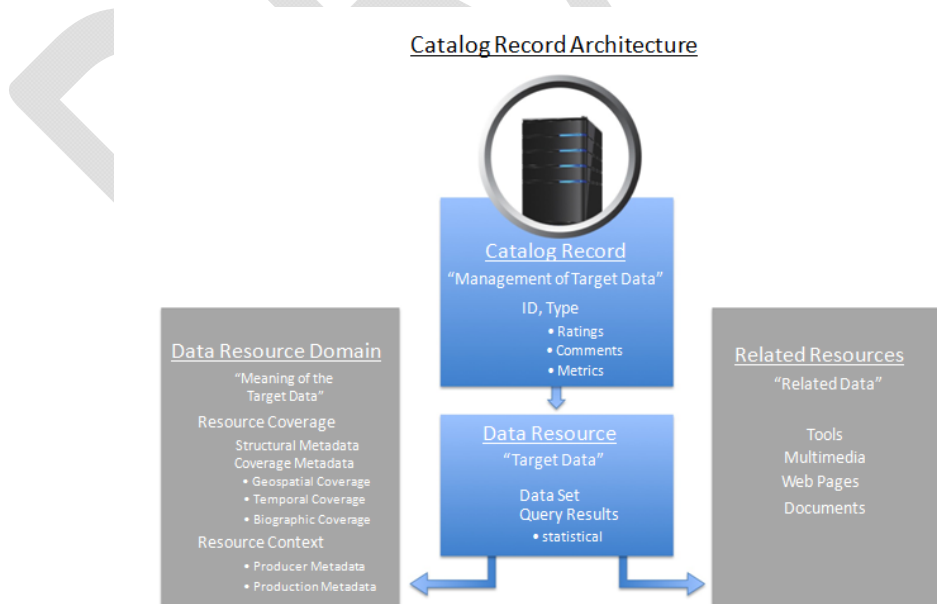 Catalog Record Architecture
Catalog Record
“Management of Target Data”
ID, Type
• Ratings
• Comments
• Metrics
Data Resource Domain
“Meaning of the
Target Data”
Resource Coverage
Structural Metadata
Coverage Metadata
• Geospatial Coverage
• Temporal Coverage
• Biographic Coverage
Resource Context
• Producer Metadata
• Production Metadata
Data Resource
“Target Data”
Data Set
Query Results
• statistical
Related Resources
“Related Data”
Tools
Multimedia
Web Pages
Documents